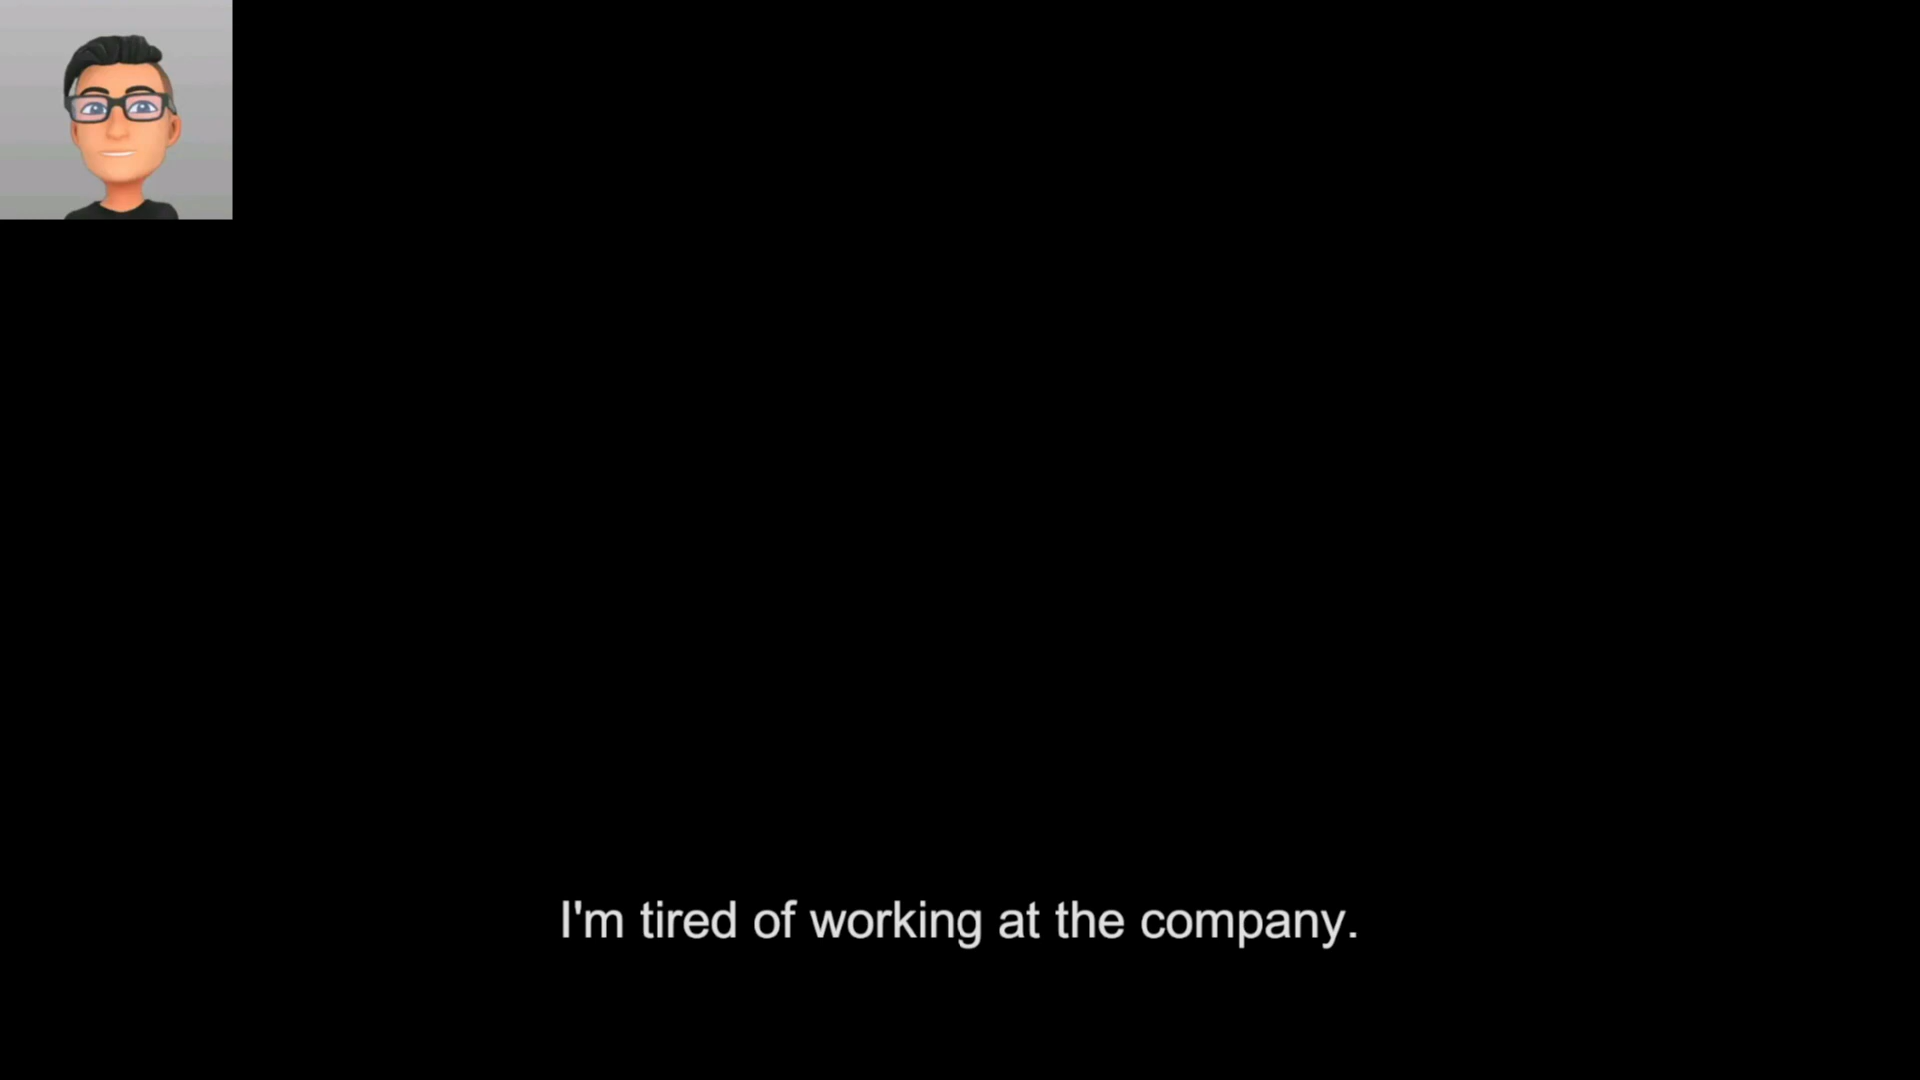 I'm tired of working at the company.